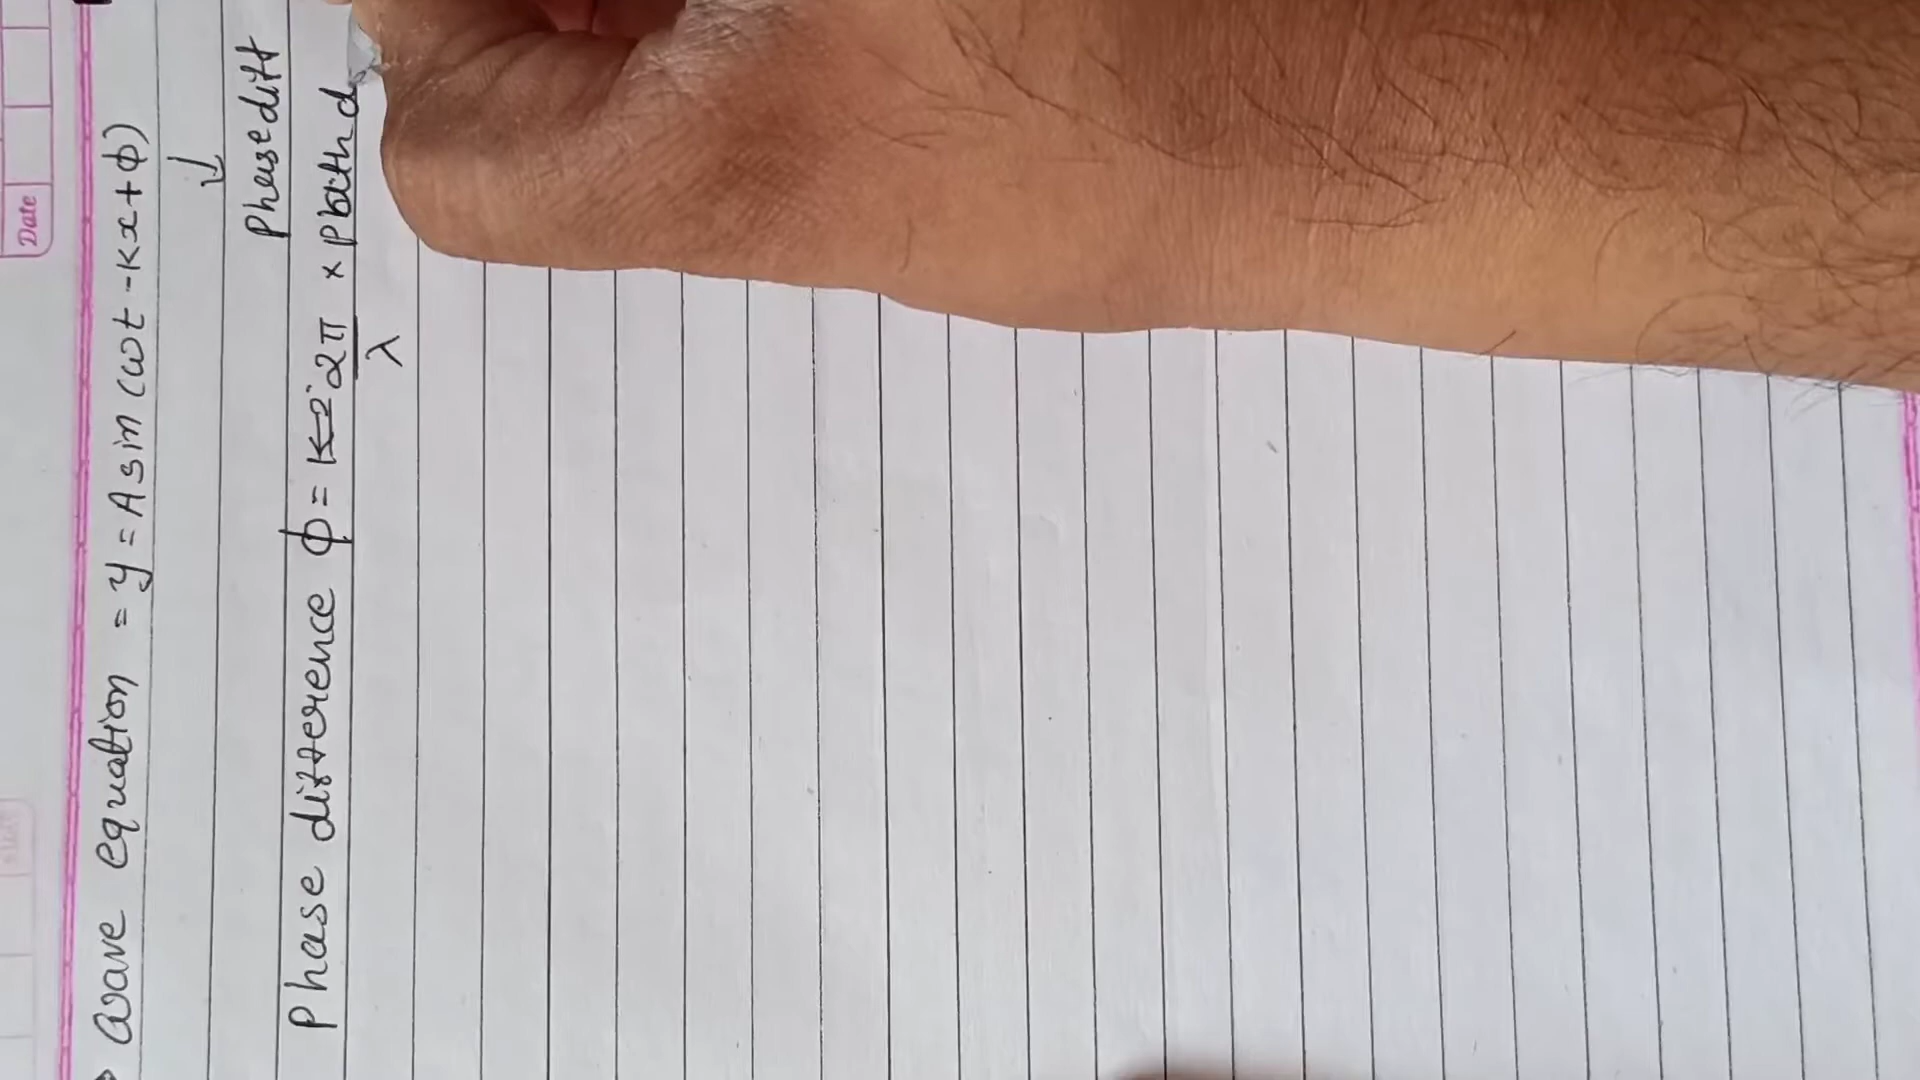 Date
wave equation = y = A sin (ωt - kx + ϕ)
↓
Phase diff
Phase difference ϕ = 2π/λ × path d